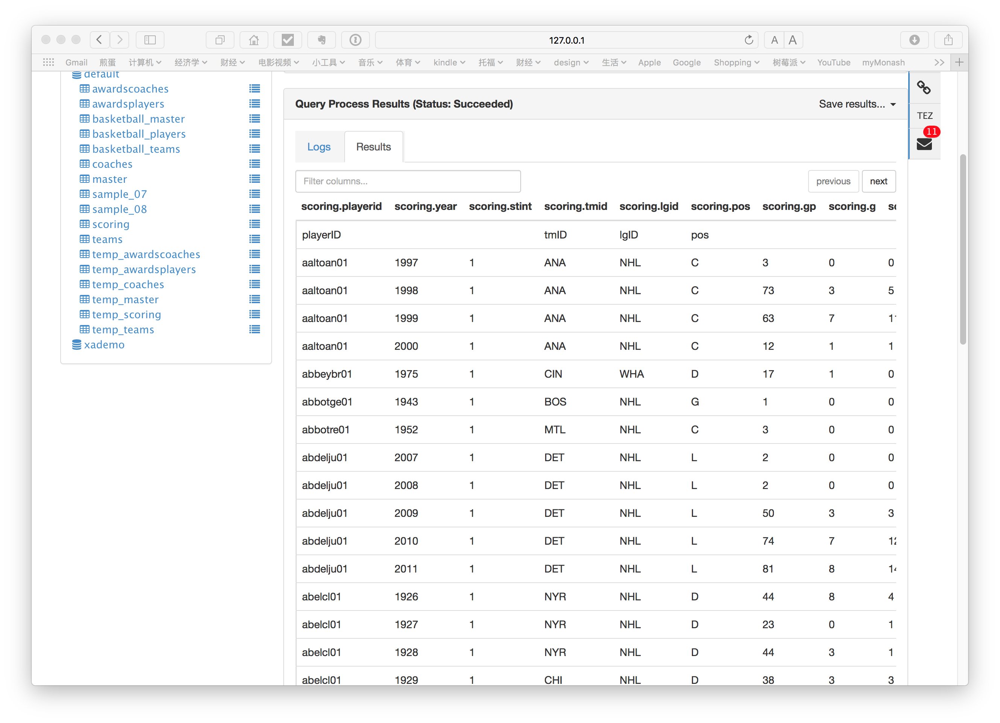 127.0.0.1 A A
Gmail 煎蛋 计算机 经济学 财经 电影视频 小工具 音乐 体育 kindle 托福 财经 design 生活 Apple Google Shopping 树莓派 YouTube myMonash
default
awardscoaches
awardsplayers
basketball_master
basketball_players
basketball_teams
coaches
master
sample_07
sample_08
scoring
teams
temp_awardscoaches
temp_awardsplayers
temp_coaches
temp_master
temp_scoring
temp_teams
xademo
Query Process Results (Status: Succeeded) Save results...
Logs Results
Filter columns... previous next
scoring.playerid scoring.year scoring.stint scoring.tmid scoring.lgid scoring.pos scoring.gp scoring.g
playerID tmID lgID pos
aaltoan01 1997 1 ANA NHL C 3 0 0
aaltoan01 1998 1 ANA NHL C 73 3 5
aaltoan01 1999 1 ANA NHL C 63 7
aaltoan01 2000 1 ANA NHL C 12 1 1
abbeybr01 1975 1 CIN WHA D 17 1 0
abbotge01 1943 1 BOS NHL G 1 0 0
abbotre01 1952 1 MTL NHL C 3 0 0
abdelju01 2007 1 DET NHL L 2 0 0
abdelju01 2008 1 DET NHL L 2 0 0
abdelju01 2009 1 DET NHL L 50 3 3
abdelju01 2010 1 DET NHL L 74 7 12
abdelju01 2011 1 DET NHL L 81 8 14
abelcl01 1926 1 NYR NHL D 44 8 4
abelcl01 1927 1 NYR NHL D 23 0 1
abelcl01 1928 1 NYR NHL D 44 3 1
abelcl01 1929 1 CHI NHL D 38 3 3
TEZ
11